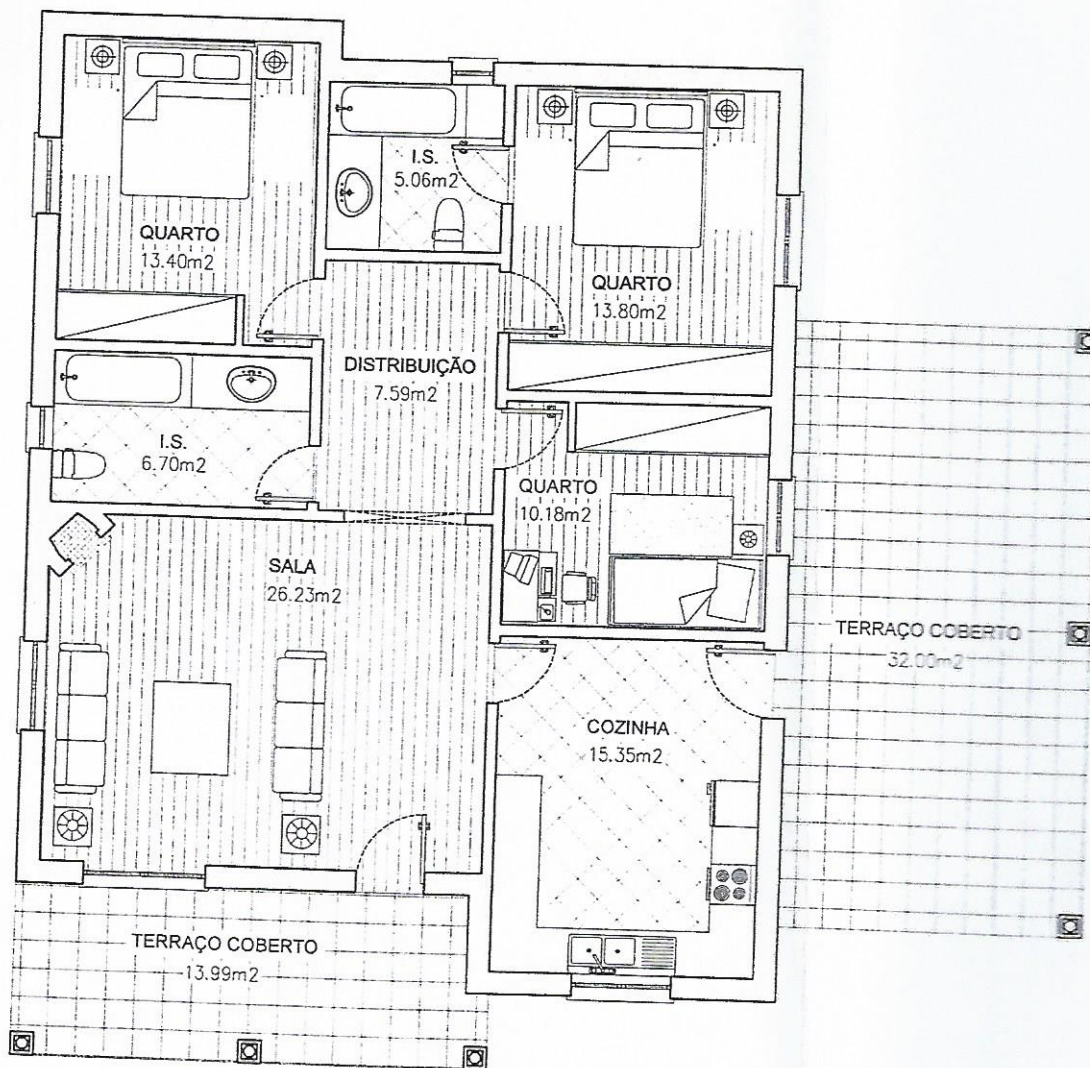 I.S.
5.06m2
QUARTO
13.40m2
QUARTO
13.80m2
DISTRIBUIÇÃO
7.59m2
I.S.
6.70m2
QUARTO
10.18m2
SALA
26.23m2
TERRAÇO COBERTO
32.00m2
COZINHA
15.35m2
TERRAÇO COBERTO
13.99m2